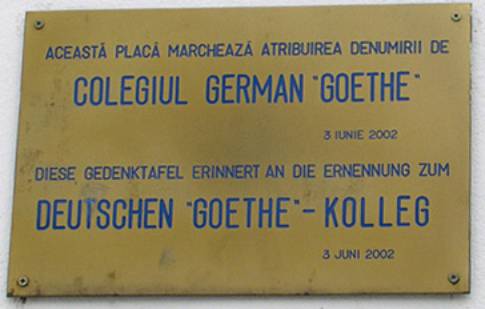 ACEASTĂ PLACĂ MARCHEAZĂ ATRIBUIREA DENUMIRII DE
COLEGIUL GERMAN "GOETHE"
3 IUNIE 2002
DIESE GEDENKTAFEL ERINNERT AN DIE ERNENNUNG ZUM
DEUTSCHEN "GOETHE"- KOLLEG
3 JUNI 2002